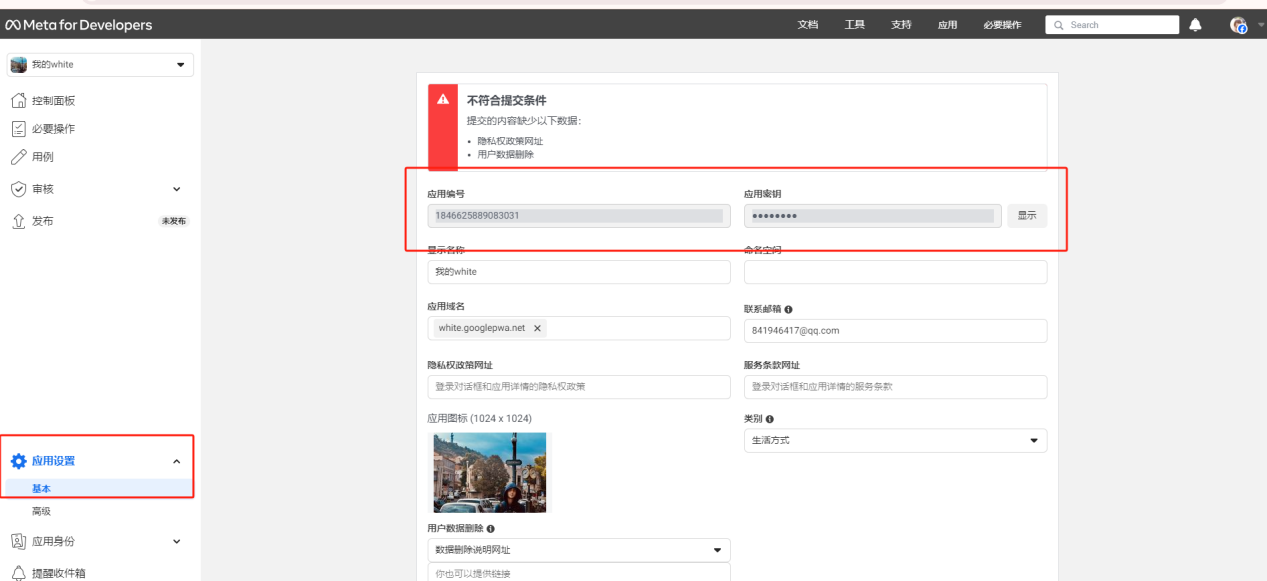 Meta for Developers
文档 工具 支持 应用 必要操作 Search
我的white
控制面板
必要操作
用例
审核
发布 未发布
应用设置
基本
高级
应用身份
提醒收件箱
不符合提交条件
提交的内容缺少以下数据：
• 隐私权政策网址
• 用户数据删除
应用编号 应用密钥
1846625889083031 •••••••• 显示
显示名称 命名空间
我的white
应用域名 联系邮箱
white.googlepwa.net × 841946417@qq.com
隐私权政策网址 服务条款网址
登录对话框和应用详情的隐私权政策 登录对话框和应用详情的服务条款
应用图标 (1024 x 1024) 类别
生活方式
用户数据删除
数据删除说明网址
你也可以提供链接